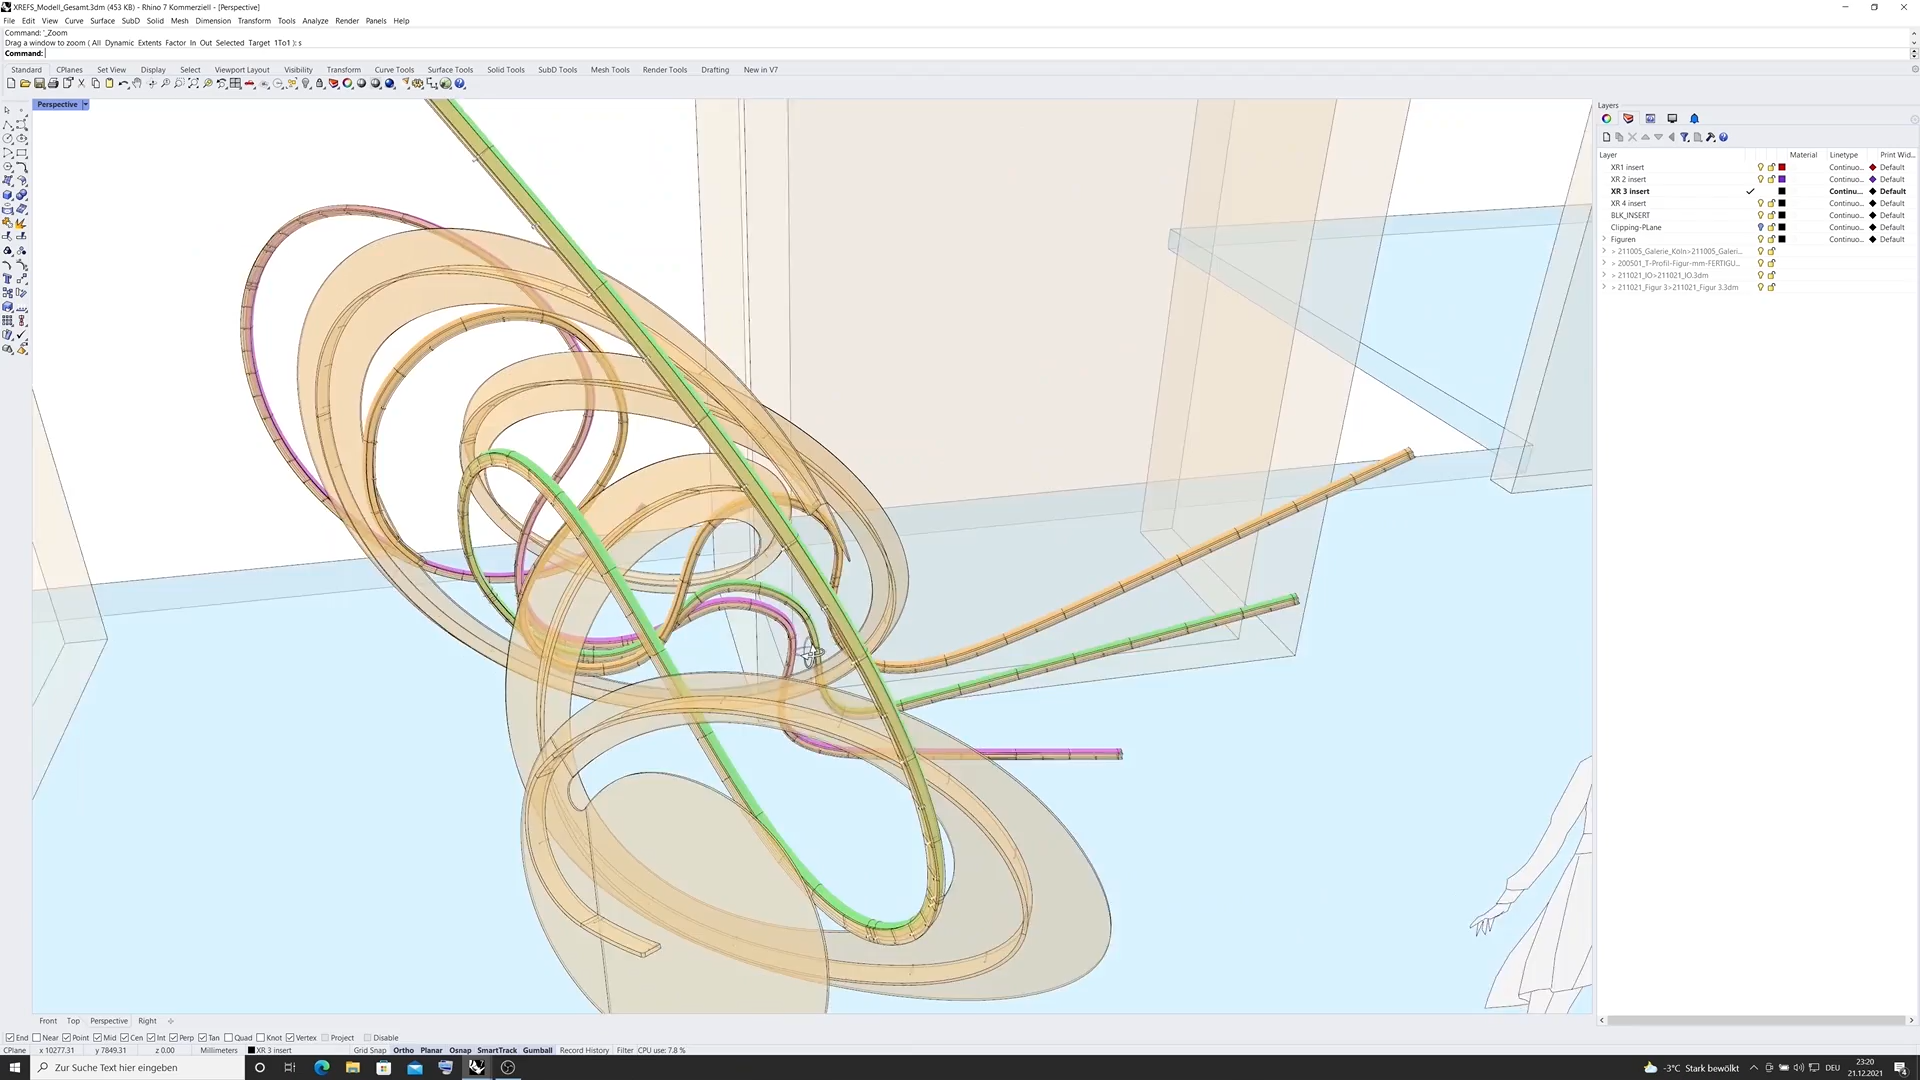 XREFS_Modell_Gesamt.3dm (453 KB) - Rhino 7 Kommerziell - [Perspective]
File Edit View Curve Surface SubD Solid Mesh Dimension Transform Tools Analyze Render Panels Help
Command: '_Zoom
Drag a window to zoom ( All Dynamic Extents Factor In Out Selected Target 1To1 ): s
Command:
Standard CPlanes Set View Display Select Viewport Layout Visibility Transform Curve Tools Surface Tools Solid Tools SubD Tools Mesh Tools Render Tools Drafting New in V7
Perspective
Layers
Layer Material Linetype Print Wid...
XR1 insert Continuo... Default
XR 2 insert Continuo... Default
XR 3 insert Continu... Default
XR 4 insert Continuo... Default
BLK_INSERT Continuo... Default
Clipping-PLane Continuo... Default
Figuren Continuo... Default
> 211005_Galerie_Köln>211005_Galeri...
> 200501_T-Profil-Figur-mm-FERTIGU...
> 211021_IO>211021_IO.3dm
> 211021_Figur 3>211021_Figur 3.3dm
Front Top Perspective Right
End Near Point Mid Cen Int Perp Tan Quad Knot Vertex Project Disable
CPlane x 10277.31 y 7849.31 z 0.00 Millimeters XR 3 insert Grid Snap Ortho Planar Osnap SmartTrack Gumball Record History Filter CPU use: 7.8 %
Zur Suche Text hier eingeben
-3°C Stark bewölkt
DEU
23:20
21.12.2021